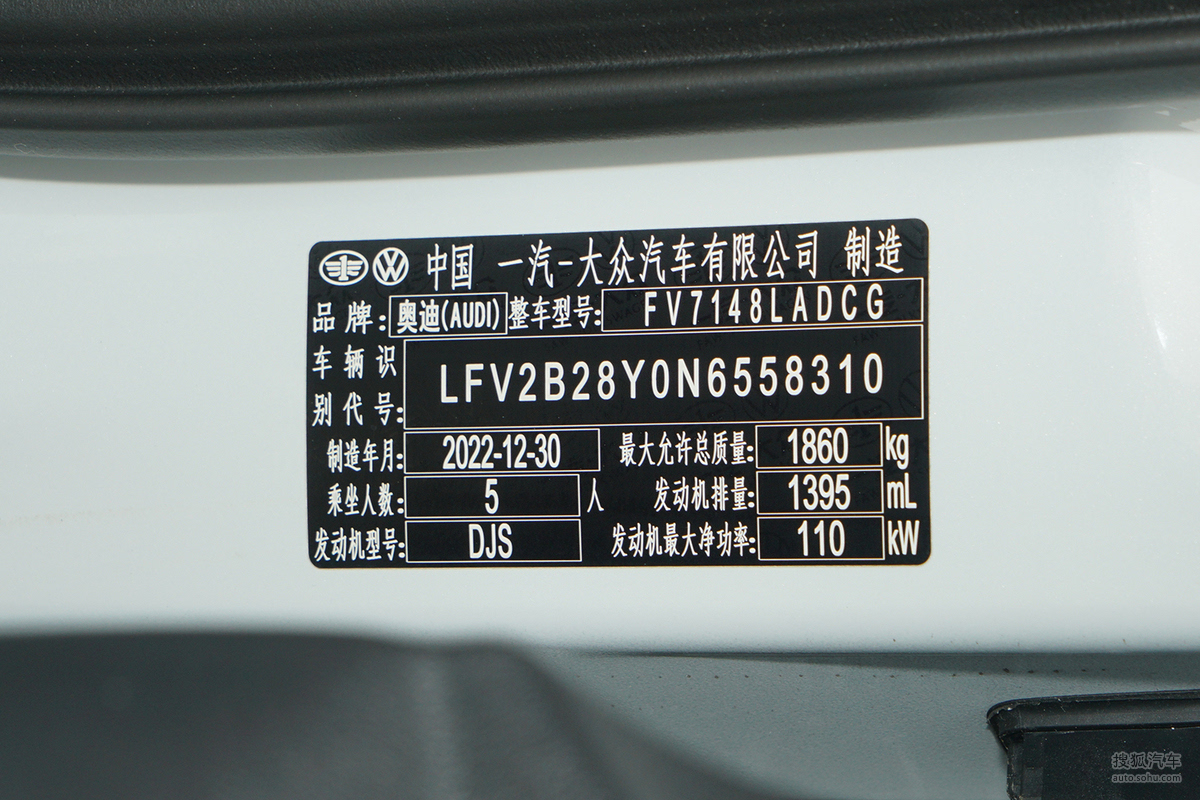 中国 一汽-大众汽车有限公司 制造
品牌: 奥迪(AUDI) 整车型号: FV7148LADCG
车辆识别代号: LFV2B28Y0N6558310
制造年月: 2022-12-30 最大允许总质量: 1860 kg
乘坐人数: 5 人 发动机排量: 1395 mL
发动机型号: DJS 发动机最大净功率: 110 kW
搜狐汽车
auto.sohu.com